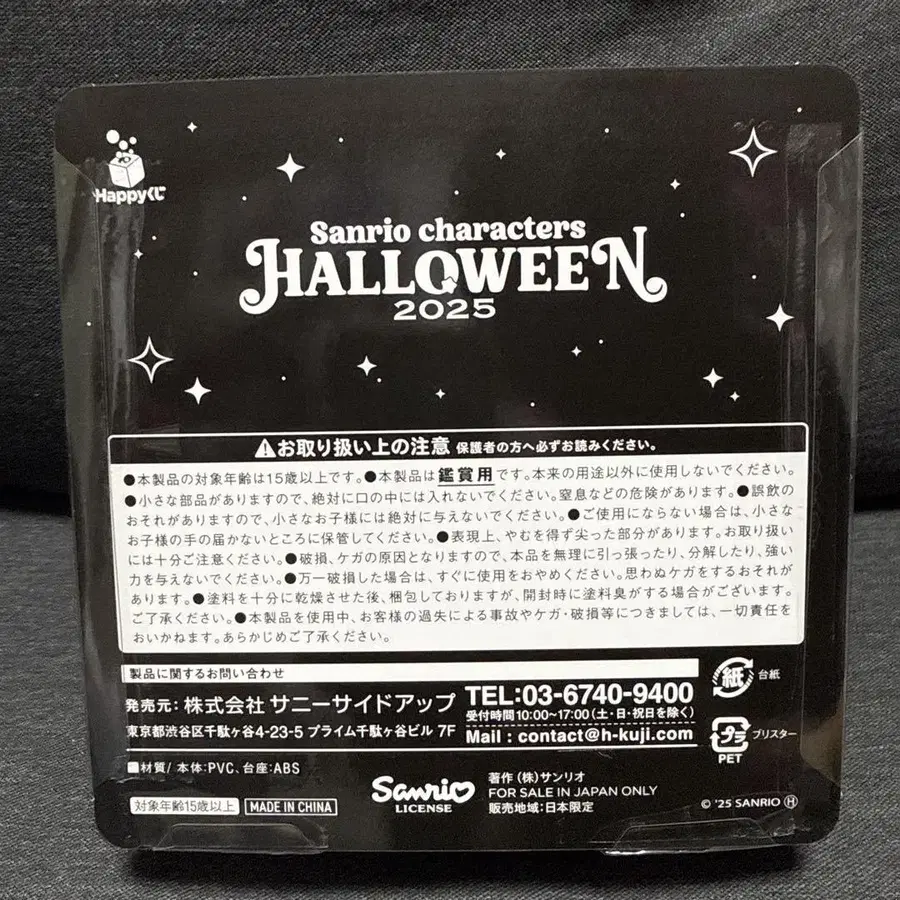 Happyくじ
Sanrio characters
HALLOWEEN
2025
⚠お取り扱い上の注意 保護者の方へ必ずお読みください。
●本製品の対象年齢は15歳以上です。●本製品は鑑賞用です。本来の用途以外に使用しないでください。
●小さな部品がありますので、絶対に口の中には入れないでください。窒息などの危険があります。●誤飲の
おそれがありますので、小さなお子様には絶対に与えないでください。●ご使用にならない場合は、小さな
お子様の手の届かないところに保管してください。●表現上、やむを得ず尖った部分があります。お取り扱い
には十分ご注意ください。●破損、ケガの原因となりますので、本品を無理に引っ張ったり、分解したり、強い
力を与えないでください。●万一破損した場合は、すぐに使用をおやめください。思わぬケガをするおそれが
あります。●塗料を十分に乾燥させた後、梱包しておりますが、開封時に塗料臭がする場合がございます。
ご了承ください。●本製品を使用中、お客様の過失による事故やケガ・破損等につきましては、一切責任を
おいかねます。あらかじめご了承ください。
製品に関するお問い合わせ
発売元：株式会社 サニーサイドアップ
東京都渋谷区千駄ヶ谷4-23-5 プライム千駄ヶ谷ビル 7F
TEL:03-6740-9400
受付時間10:00~17:00(土・日・祝日を除く)
Mail : contact@h-kuji.com
紙 台紙
プラ ブリスター
PET
■材質/ 本体:PVC、台座:ABS
対象年齢15歳以上 MADE IN CHINA
Sanrio
LICENSE
著作 (株)サンリオ
FOR SALE IN JAPAN ONLY
販売地域:日本限定
© '25 SANRIO Ⓗ